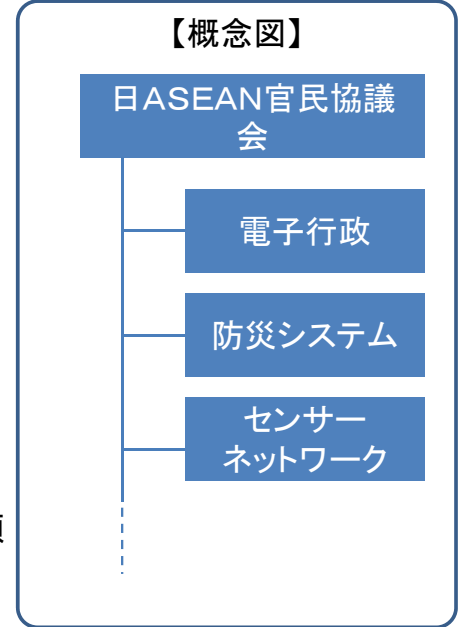 【概念図】
日ＡＳＥＡＮ官民協議
会
電子行政
防災システム
センサー
ネットワーク